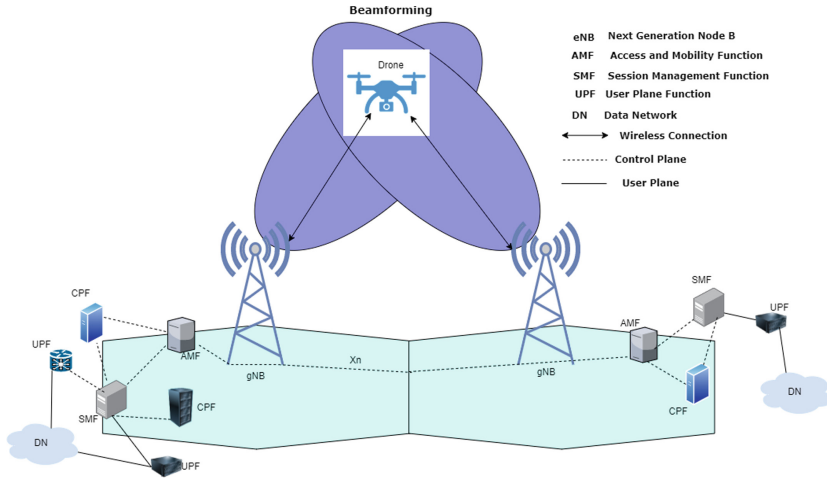 Beamforming
Drone
eNB Next Generation Node B
AMF Access and Mobility Function
SMF Session Management Function
UPF User Plane Function
DN Data Network
Wireless Connection
Control Plane
User Plane
CPF
UPF
AMF
SMF
CPF
DN
UPF
gNB
Xn
gNB
AMF
SMF
UPF
CPF
DN